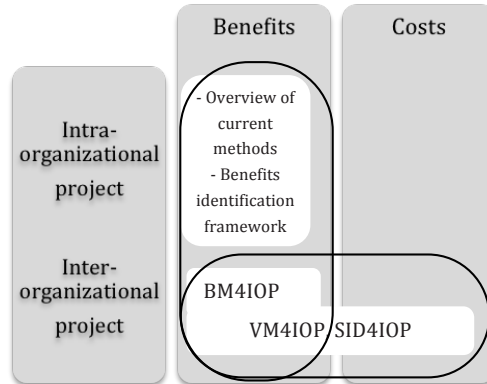 Benefits
Costs
Intra-
organizational
project
- Overview of
current
methods
- Benefits
identification
framework
Inter-
organizational
project
BM4IOP
VM4IOP, SID4IOP